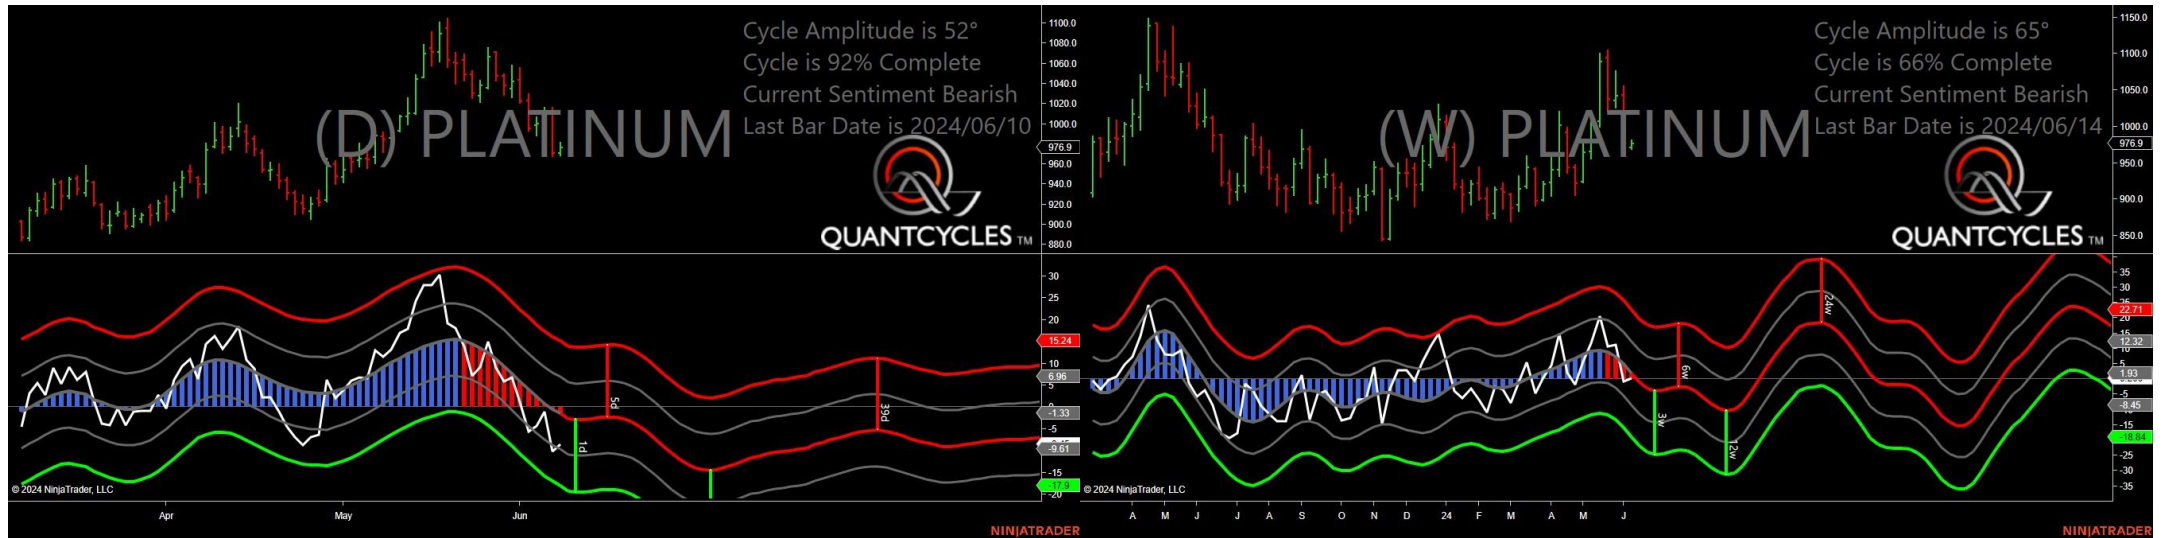 Cycle Amplitude is 52°
Cycle is 92% Complete
Current Sentiment Bearish
Last Bar Date is 2024/06/10
(D) PLATINUM
QUANTCYCLES TM
1100.0
1080.0
1060.0
1040.0
1020.0
1000.0
976.9
960.0
940.0
920.0
900.0
880.0
30
25
20
15.24
10
6.96
5
0
-1.33
-5
-9.61
-15
-17.9
-20
5d
1d
39d
© 2024 NinjaTrader, LLC
Apr May Jun
NINJATRADER
Cycle Amplitude is 65°
Cycle is 66% Complete
Current Sentiment Bearish
Last Bar Date is 2024/06/14
(W) PLATINUM
QUANTCYCLES TM
1150.0
1100.0
1050.0
1000.0
976.9
950.0
900.0
850.0
35
30
25
22.71
15
12.32
10
5
1.93
-5
-8.45
-15
-18.84
-25
-30
-35
24w
6w
3w
12w
© 2024 NinjaTrader, LLC
A M J J A S O N D 24 F M A M J
NINJATRADER